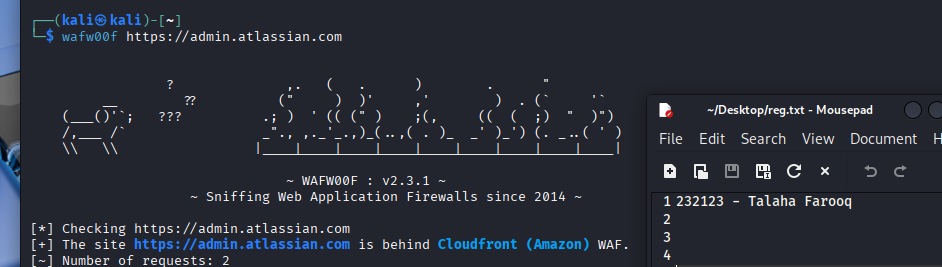 ┌──(kali㉿kali)-[~]
└─$ wafw00f https://admin.atlassian.com
? ,. ( . ) . "
__ ?? (" ) )' ,' ) . (` '`
(___()'`; ??? .; ) ' (( (" ) ;(, (( ( ;) " )")
/,___ /` _"., ,._'_.,)_(..,( . )_ _' )_') (. _..( ' )
\\ \\ |____|____|____|____|____|____|____|____|____|
~ WAFW00F : v2.3.1 ~
~ Sniffing Web Application Firewalls since 2014 ~
[*] Checking https://admin.atlassian.com
[+] The site https://admin.atlassian.com is behind Cloudfront (Amazon) WAF.
[~] Number of requests: 2
~/Desktop/reg.txt - Mousepad
File Edit Search View Document
1 232123 - Talaha Farooq
2
3
4